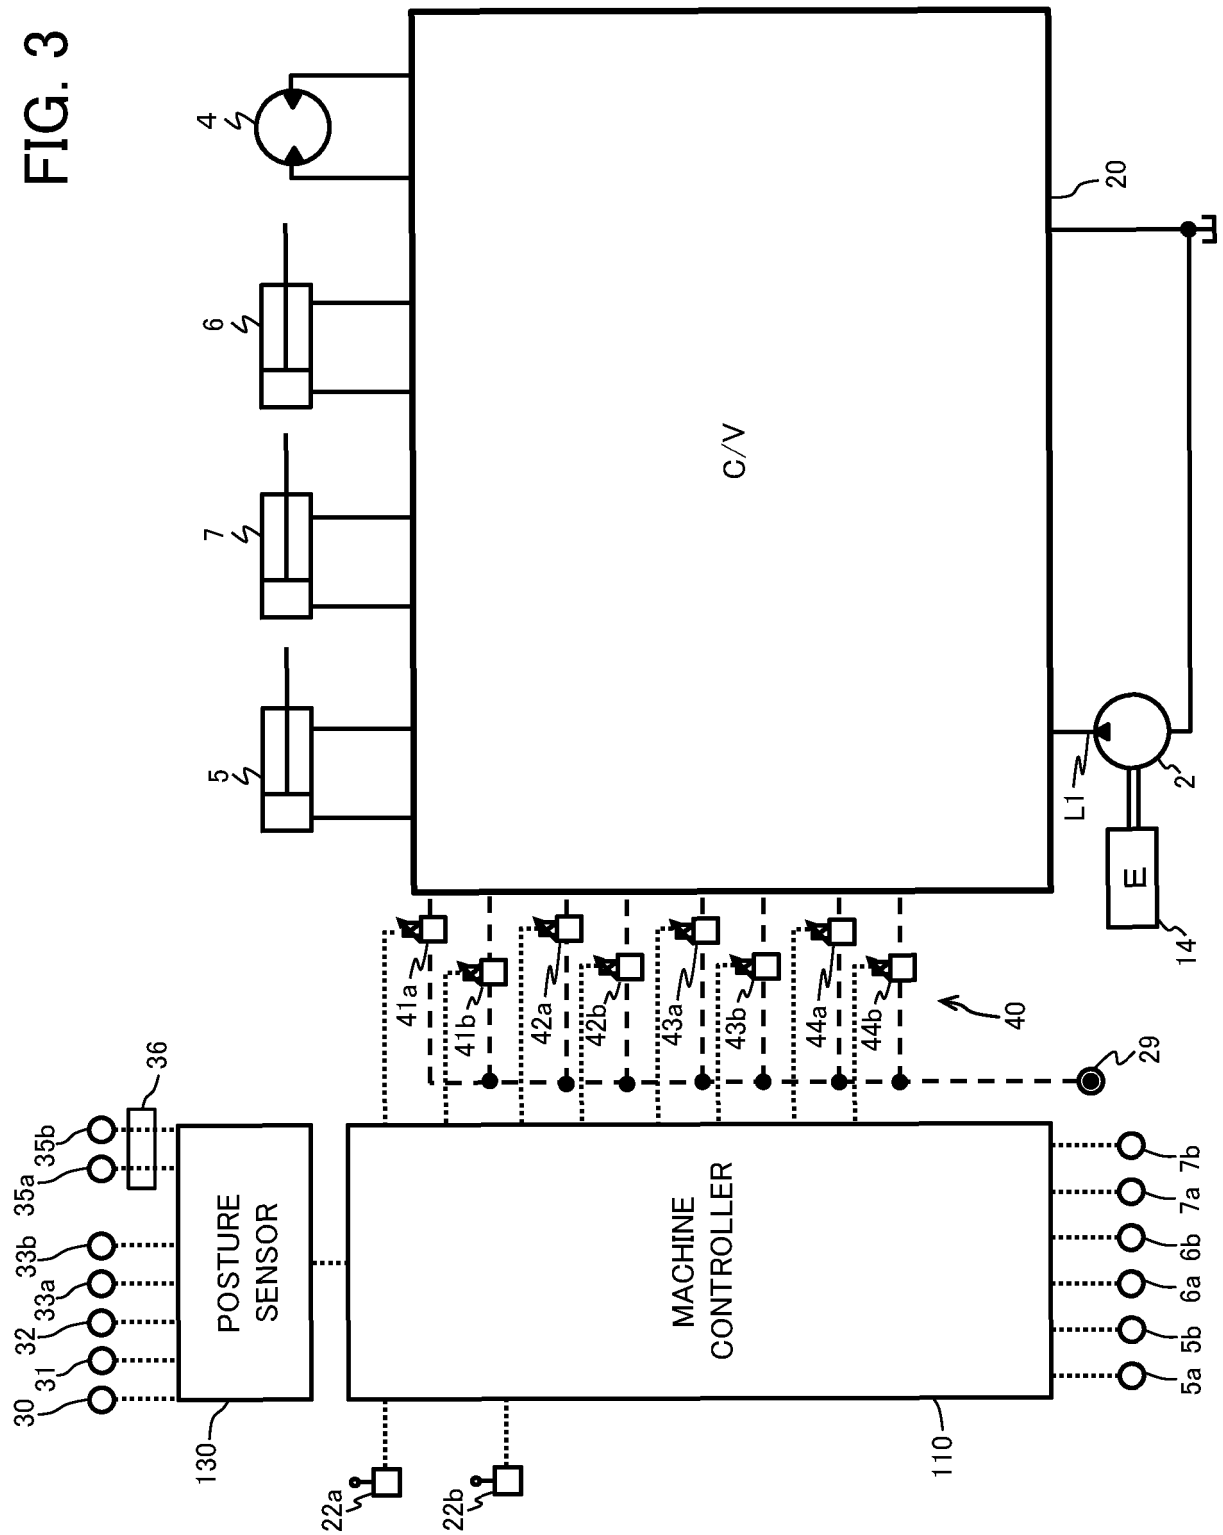 FIG. 3
30
31
32
33a
33b
35a
35b
36
130
POSTURE
SENSOR
5
7
6
4
22a
22b
MACHINE
CONTROLLER
110
41a
41b
42a
42b
43a
43b
44a
44b
40
29
C/V
20
5a
5b
6a
6b
7a
7b
14
E
L1
2